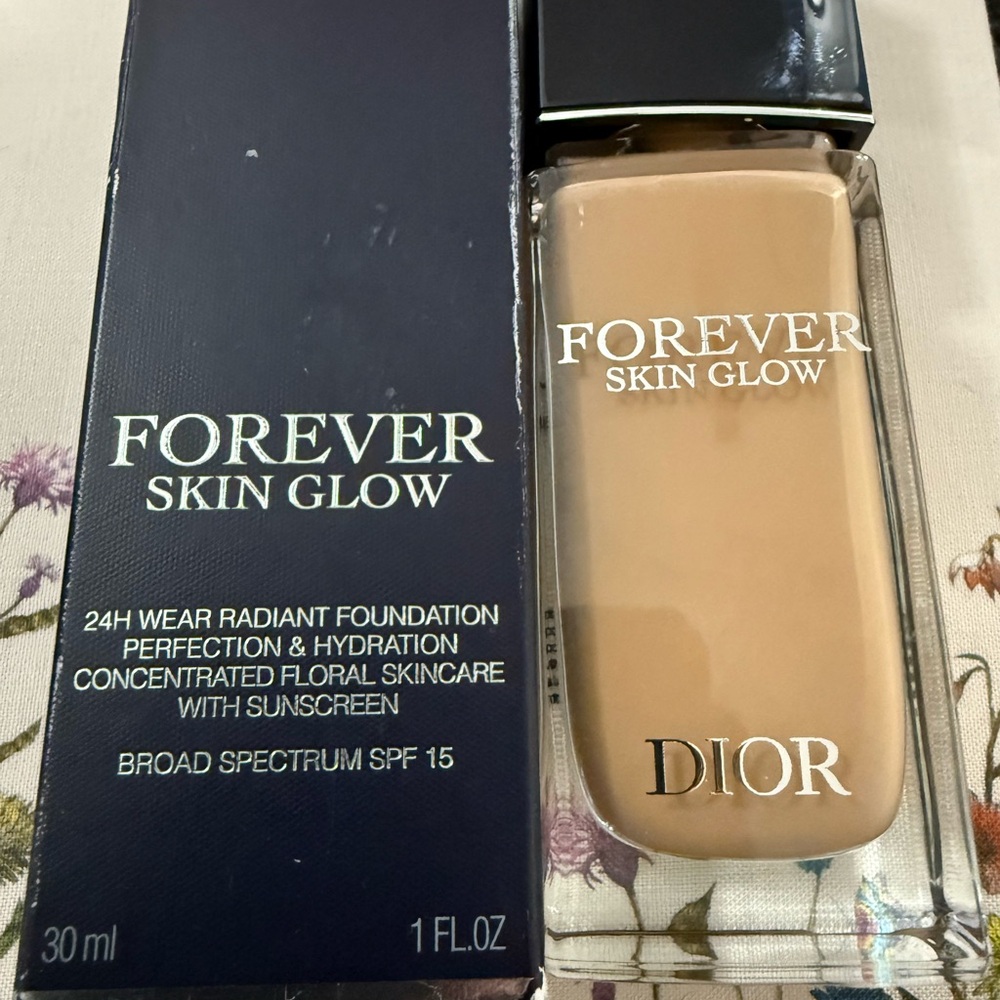 FOREVER
SKIN GLOW
24H WEAR RADIANT FOUNDATION
PERFECTION & HYDRATION
CONCENTRATED FLORAL SKINCARE
WITH SUNSCREEN
BROAD SPECTRUM SPF 15
30 ml
1 FL.OZ
FOREVER
SKIN GLOW
DIOR